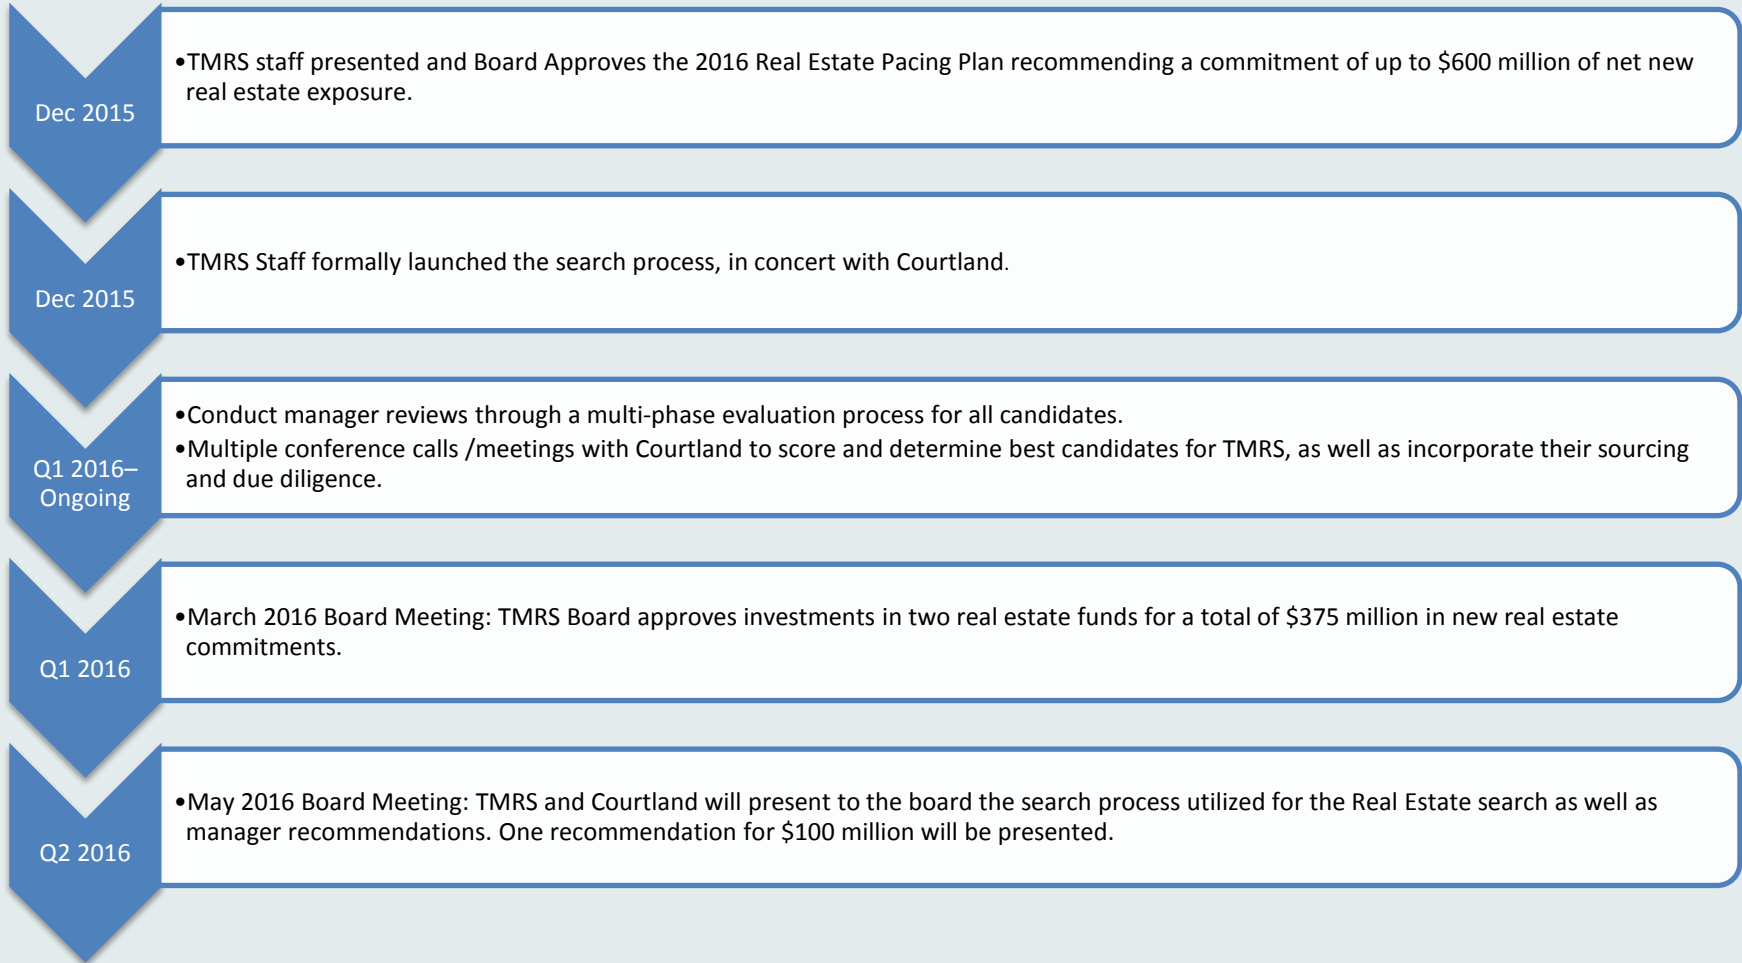 Dec 2015
•TMRS staff presented and Board Approves the 2016 Real Estate Pacing Plan recommending a commitment of up to $600 million of net new
real estate exposure.
Dec 2015
•TMRS Staff formally launched the search process, in concert with Courtland.
Q1 2016–
Ongoing
•Conduct manager reviews through a multi-phase evaluation process for all candidates.
•Multiple conference calls /meetings with Courtland to score and determine best candidates for TMRS, as well as incorporate their sourcing
and due diligence.
Q1 2016
•March 2016 Board Meeting: TMRS Board approves investments in two real estate funds for a total of $375 million in new real estate
commitments.
Q2 2016
•May 2016 Board Meeting: TMRS and Courtland will present to the board the search process utilized for the Real Estate search as well as
manager recommendations. One recommendation for $100 million will be presented.